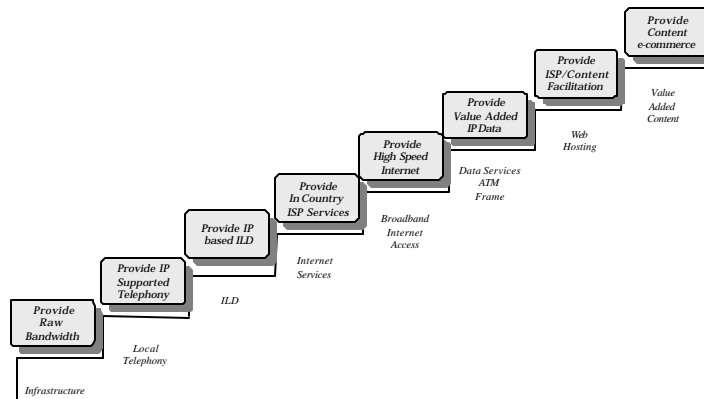 Provide
Content
e-commerce
Provide
ISP/Content
Facilitation
Value
Added
Content
Provide
Value Added
IP Data
Web
Hosting
Provide
High Speed
Internet
Data Services
ATM
Frame
Provide
In Country
ISP Services
Broadband
Internet
Access
Provide IP
based ILD
Internet
Services
Provide IP
Supported
Telephony
ILD
Provide
Raw
Bandwidth
Local
Telephony
Infrastructure